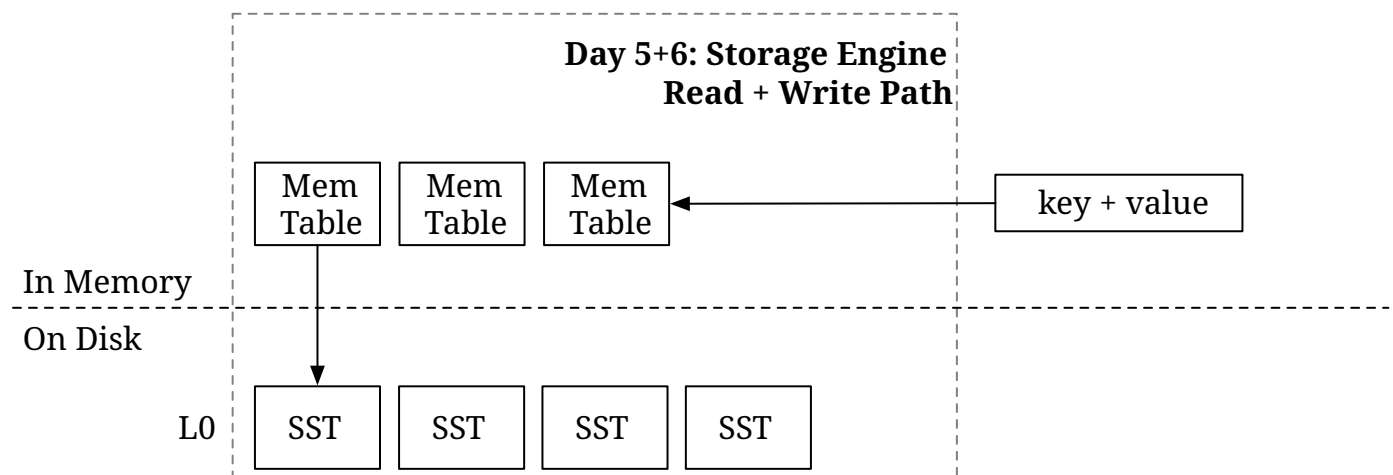 Day 5+6: Storage Engine
Read + Write Path
Mem
Table
Mem
Table
Mem
Table
key + value
In Memory
On Disk
L0
SST
SST
SST
SST